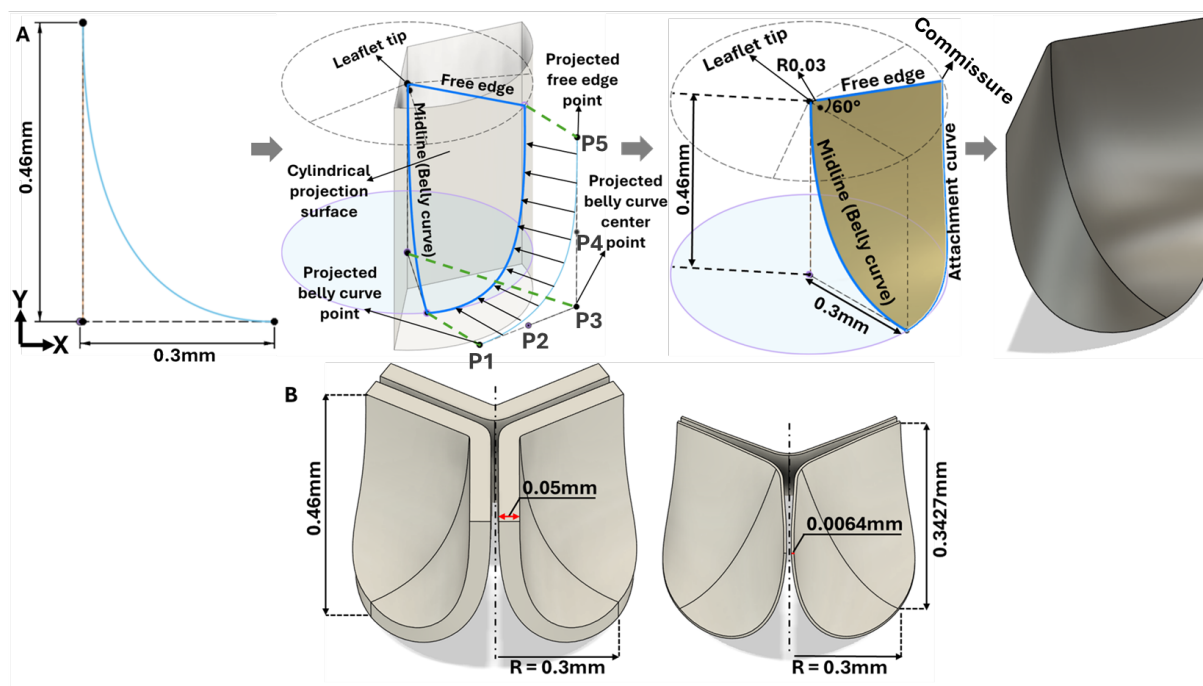 A
0.46mm
Y
X
0.3mm
Leaflet tip
Free edge
Midline (Belly curve)
Cylindrical
projection
surface
Projected
belly curve
point
Projected
free edge
point
P5
Projected
belly curve
center
point
P4
P3
P2
P1
Leaflet tip
R0.03
Free edge
Commissure
60°
0.46mm
Midline (Belly curve)
Attachment curve
0.3mm
B
0.46mm
0.05mm
R = 0.3mm
0.0064mm
0.3427mm
R = 0.3mm